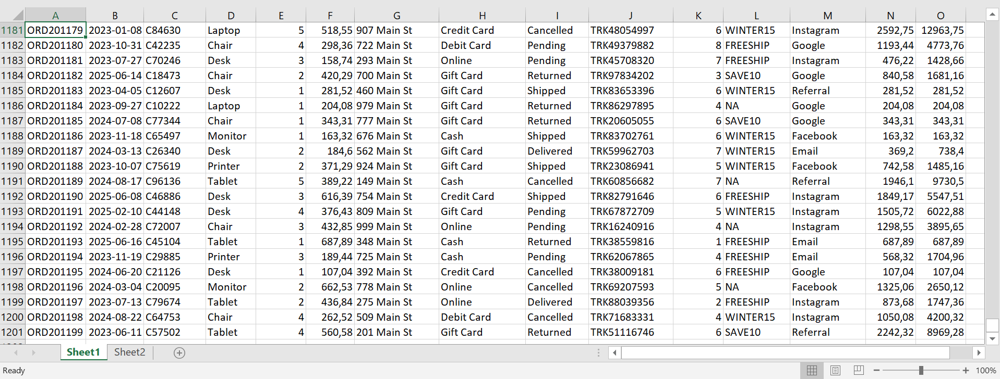 A B C D E F G H I J K L M N O
1181 ORD201179 2023-01-08 C84630 Laptop 5 518,55 907 Main St Credit Card Cancelled TRK48054997 6 WINTER15 Instagram 2592,75 12963,75
1182 ORD201180 2023-10-31 C42235 Chair 4 298,36 722 Main St Debit Card Pending TRK49379882 8 FREESHIP Google 1193,44 4773,76
1183 ORD201181 2023-07-27 C70246 Desk 3 158,74 293 Main St Online Pending TRK45708320 7 FREESHIP Instagram 476,22 1428,66
1184 ORD201182 2025-06-14 C18473 Chair 2 420,29 700 Main St Gift Card Returned TRK97834202 3 SAVE10 Google 840,58 1681,16
1185 ORD201183 2023-04-05 C12607 Desk 1 281,52 460 Main St Gift Card Shipped TRK83653396 6 WINTER15 Referral 281,52 281,52
1186 ORD201184 2023-09-27 C10222 Laptop 1 204,08 979 Main St Gift Card Returned TRK86297895 4 NA Google 204,08 204,08
1187 ORD201185 2024-07-08 C77344 Chair 1 343,31 777 Main St Gift Card Returned TRK20605055 6 SAVE10 Google 343,31 343,31
1188 ORD201186 2023-11-18 C65497 Monitor 1 163,32 676 Main St Cash Shipped TRK83702761 6 WINTER15 Facebook 163,32 163,32
1189 ORD201187 2024-03-13 C26340 Desk 2 184,6 562 Main St Gift Card Delivered TRK59962703 7 WINTER15 Email 369,2 738,4
1190 ORD201188 2023-10-07 C75619 Printer 2 371,29 924 Main St Gift Card Shipped TRK23086941 5 WINTER15 Facebook 742,58 1485,16
1191 ORD201189 2024-08-17 C96136 Tablet 5 389,22 149 Main St Cash Cancelled TRK60856682 7 NA Referral 1946,1 9730,5
1192 ORD201190 2025-06-08 C46886 Desk 3 616,39 754 Main St Credit Card Shipped TRK82791646 6 FREESHIP Instagram 1849,17 5547,51
1193 ORD201191 2025-02-10 C44148 Desk 4 376,43 809 Main St Gift Card Pending TRK67872709 5 WINTER15 Instagram 1505,72 6022,88
1194 ORD201192 2024-02-28 C72007 Chair 3 432,85 999 Main St Online Pending TRK16240916 4 NA Instagram 1298,55 3895,65
1195 ORD201193 2025-06-16 C45104 Tablet 1 687,89 348 Main St Cash Returned TRK38559816 1 FREESHIP Email 687,89 687,89
1196 ORD201194 2023-11-19 C29885 Printer 3 189,44 725 Main St Cash Pending TRK62067865 4 FREESHIP Email 568,32 1704,96
1197 ORD201195 2024-06-20 C21126 Desk 1 107,04 392 Main St Credit Card Cancelled TRK38009181 6 FREESHIP Google 107,04 107,04
1198 ORD201196 2024-03-04 C20095 Monitor 2 662,53 778 Main St Online Cancelled TRK69207593 5 NA Facebook 1325,06 2650,12
1199 ORD201197 2023-07-13 C79674 Tablet 2 436,84 275 Main St Online Delivered TRK88039356 2 FREESHIP Instagram 873,68 1747,36
1200 ORD201198 2024-08-22 C64753 Chair 4 262,52 509 Main St Debit Card Cancelled TRK71683331 4 WINTER15 Instagram 1050,08 4200,32
1201 ORD201199 2023-06-11 C57502 Tablet 4 560,58 201 Main St Gift Card Returned TRK51116746 6 SAVE10 Referral 2242,32 8969,28
Sheet1 Sheet2
Ready 100%